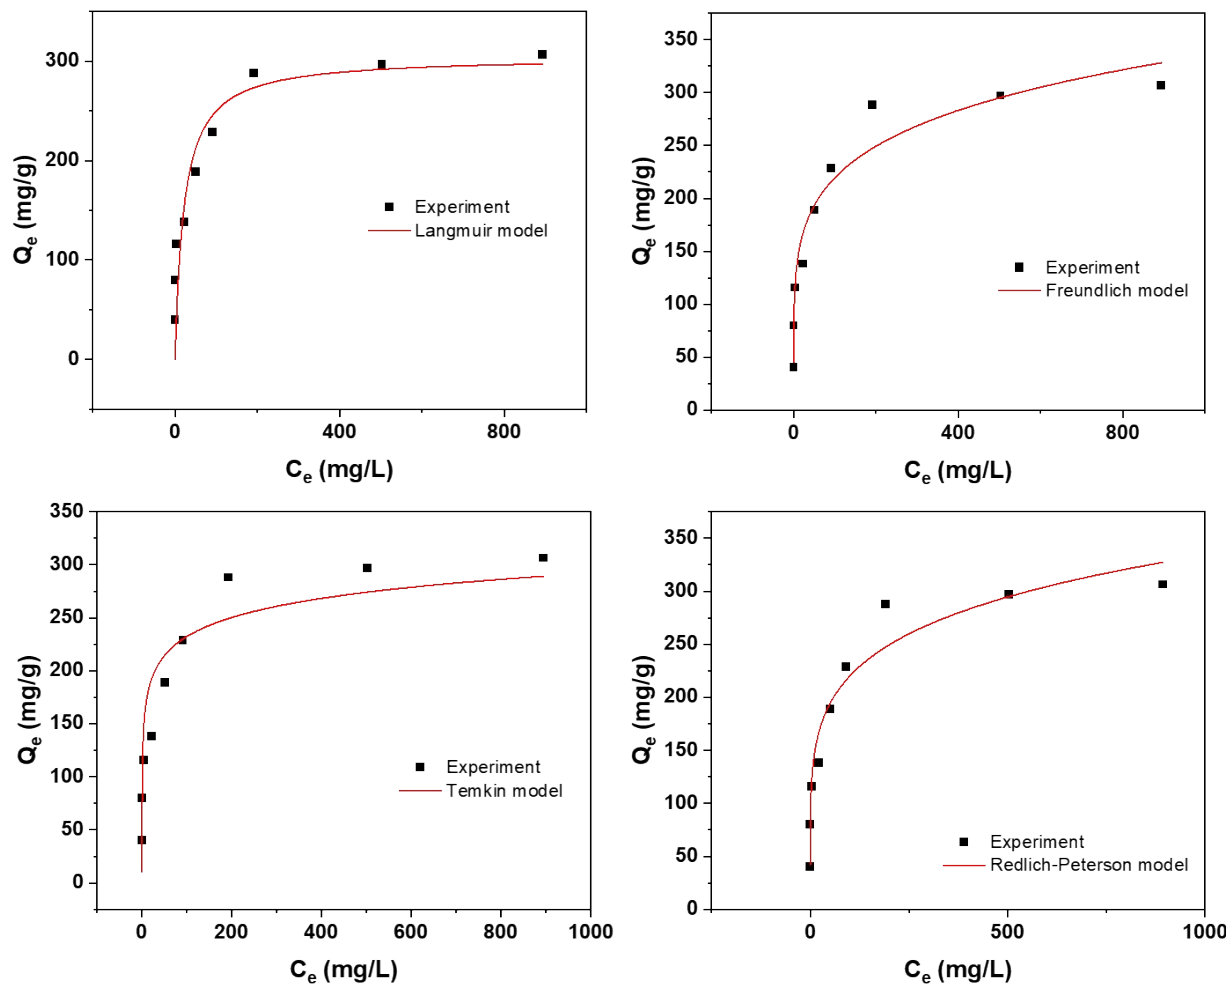 300
200
100
0
0
400
800
Qₑ (mg/g)
Cₑ (mg/L)
Experiment
Langmuir model
350
300
250
200
150
100
50
0
0
400
800
Qₑ (mg/g)
Cₑ (mg/L)
Experiment
Freundlich model
350
300
250
200
150
100
50
0
0
200
400
600
800
1000
Qₑ (mg/g)
Cₑ (mg/L)
Experiment
Temkin model
350
300
250
200
150
100
50
0
0
500
1000
Qₑ (mg/g)
Cₑ (mg/L)
Experiment
Redlich-Peterson model